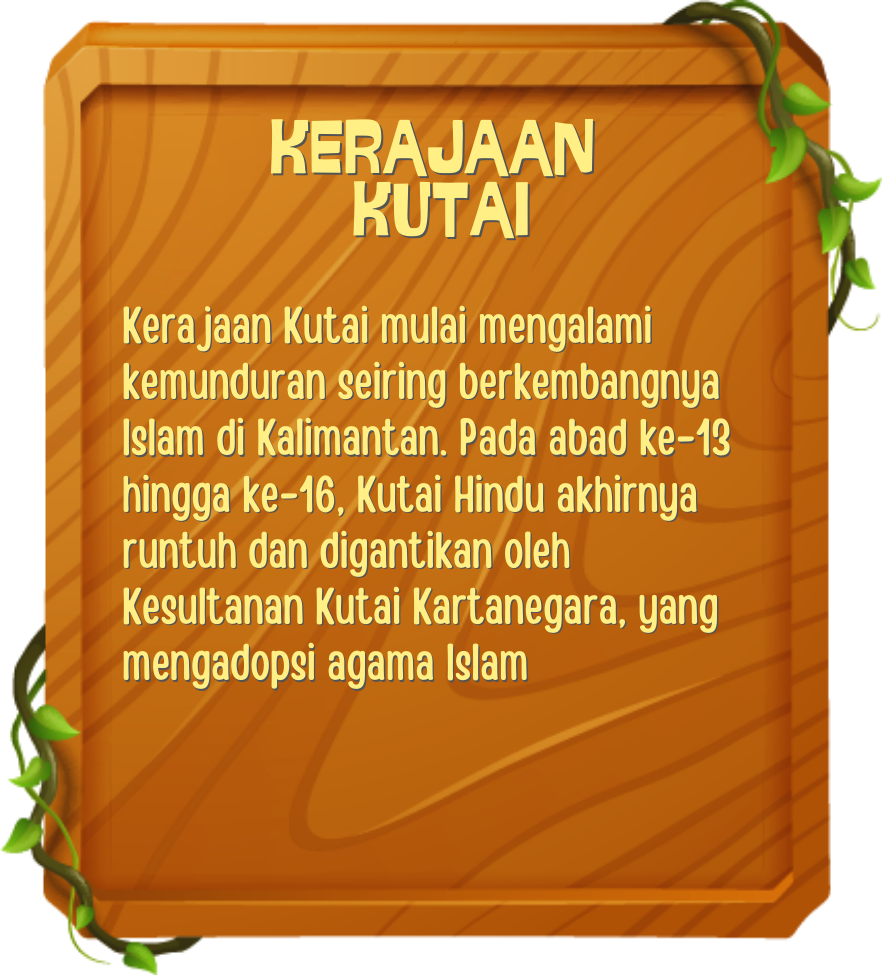 KERAJAAN
KUTAI
Kerajaan Kutai mulai mengalami
kemunduran seiring berkembangnya
Islam di Kalimantan. Pada abad ke-13
hingga ke-16, Kutai Hindu akhirnya
runtuh dan digantikan oleh
Kesultanan Kutai Kartanegara, yang
mengadopsi agama Islam